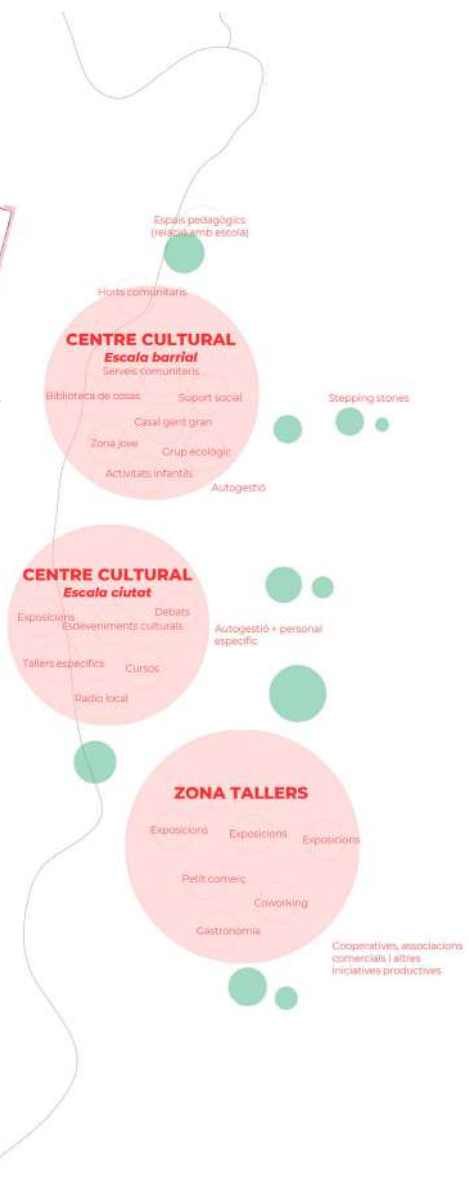 Espais pedagògics
(relació amb escola)
Horts comunitaris
CENTRE CULTURAL
Escala barrial
Serveis comunitaris
Biblioteca de cosas
Suport social
Stepping stones
Casal gent gran
Zona jove
Grup ecològic
Activitats infantils
Autogestió
CENTRE CULTURAL
Escala ciutat
Debats
Exposicions
Esdeveniments culturals
Autogestió + personal
específic
Tallers específics
Cursos
Radio local
ZONA TALLERS
Exposicions
Exposicions
Exposicions
Petit comerç
Coworking
Gastronomia
Cooperatives, associacions
comercials i altres
iniciatives productives